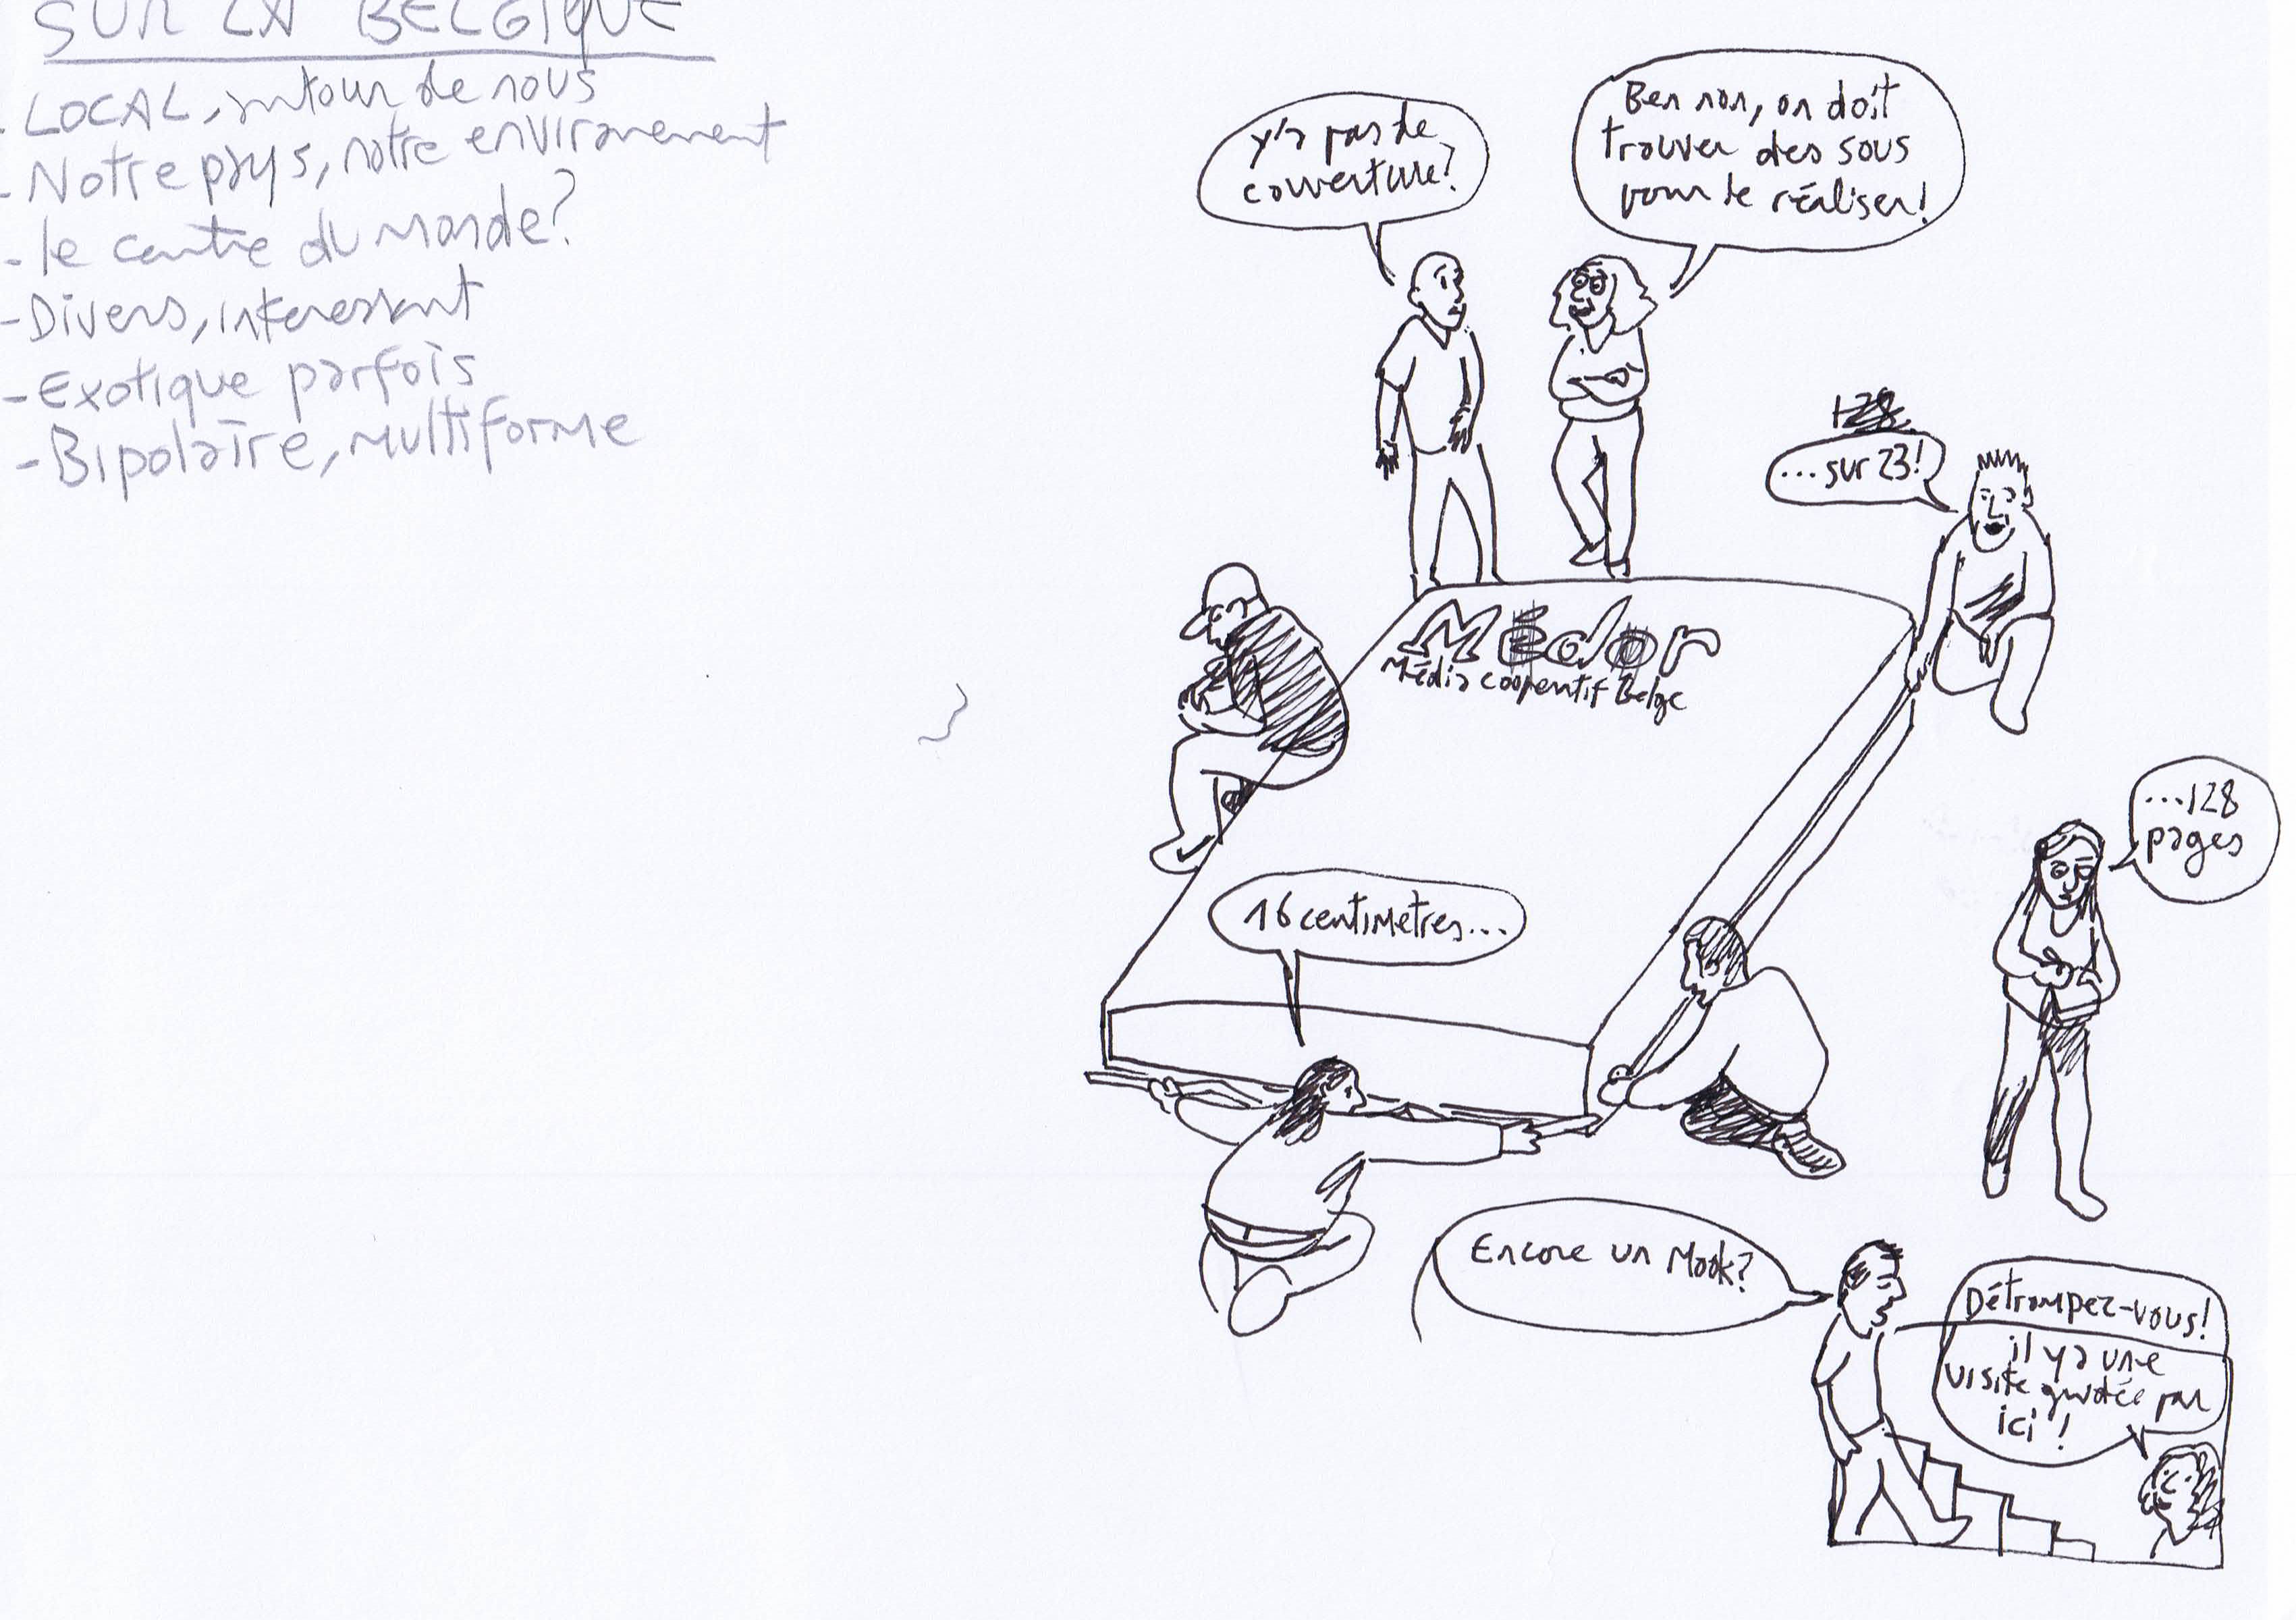 SUR LA BELGIQUE
- LOCAL, autour de nous
- Notre pays, notre environement
- le centre du monde?
- Divers, interessant
- Exotique parfois
- Bipolaire, multiforme
y'a pas de
couverture?
Ben non, on doit
trouver des sous
pour le réaliser!
128
...sur 23!
Médor
Média coopératif Belge
...128
pages
16 centimetres...
Encore un Mook?
Détrompez-vous!
il y a une
visite guidée par
ici!